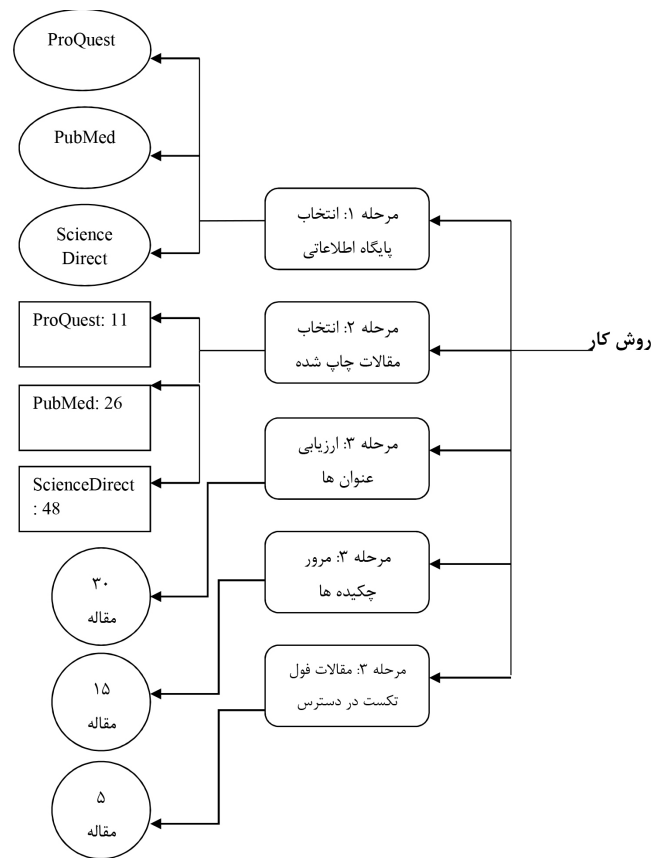 روش کار
مرحله ۱: انتخاب
پایگاه اطلاعاتی
ProQuest
PubMed
Science
Direct
مرحله ۲: انتخاب
مقالات چاپ شده
ProQuest: 11
PubMed: 26
ScienceDirect
: 48
مرحله ۳: ارزیابی
عنوان ها
۳۰
مقاله
مرحله ۳: مرور
چکیده ها
۱۵
مقاله
مرحله ۳: مقالات فول
تکست در دسترس
۵
مقاله